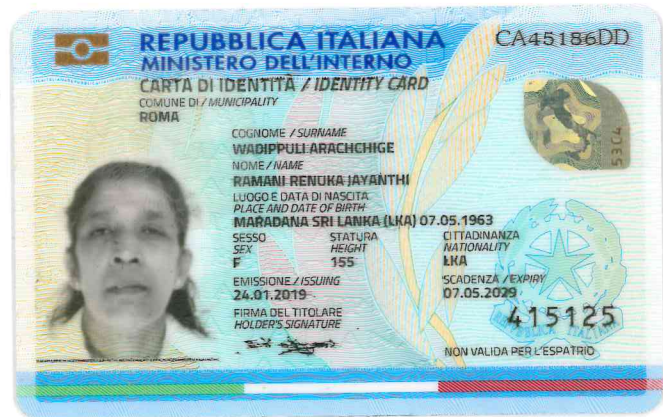 REPUBBLICA ITALIANA
CA45186DD
MINISTERO DELL'INTERNO
CARTA DI IDENTITÀ / IDENTITY CARD
COMUNE DI / MUNICIPALITY
ROMA
COGNOME / SURNAME
WADIPPULI ARACHCHIGE
NOME / NAME
RAMANI RENUKA JAYANTHI
LUOGO E DATA DI NASCITA
PLACE AND DATE OF BIRTH
MARADANA SRI LANKA (LKA) 07.05.1963
SESSO STATURA CITTADINANZA
SEX HEIGHT NATIONALITY
F 155 LKA
EMISSIONE / ISSUING SCADENZA / EXPIRY
24.01.2019 07.05.2029
FIRMA DEL TITOLARE
HOLDER'S SIGNATURE
415125
NON VALIDA PER L'ESPATRIO
53C4